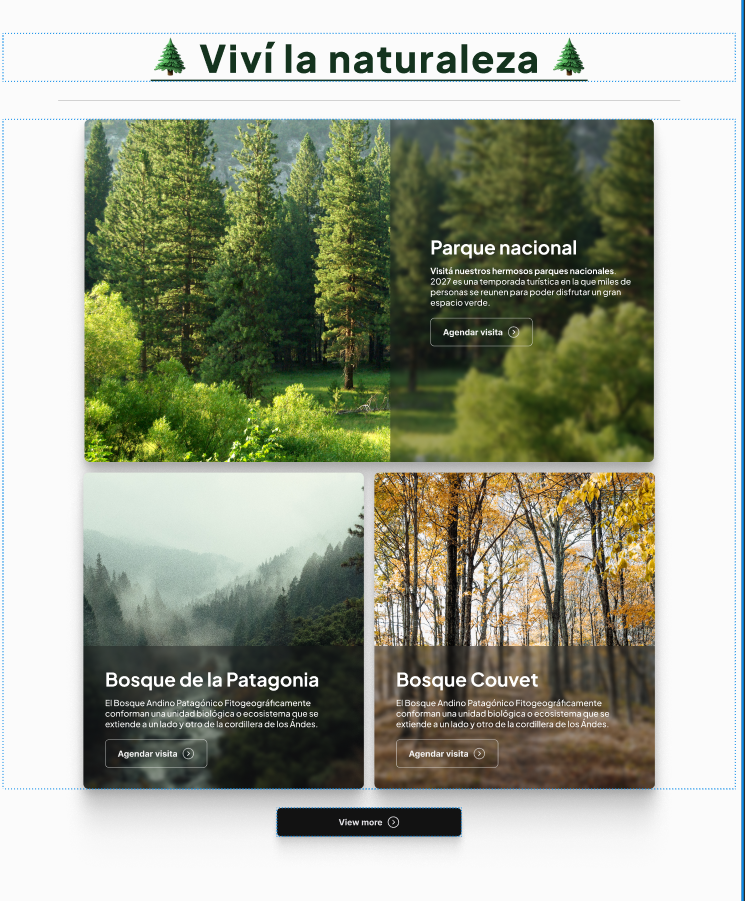 🌲 Viví la naturaleza 🌲
Parque nacional
Visitá nuestros hermosos parques nacionales.
2027 es una temporada turística en la que miles de
personas se reunen para poder disfrutar un gran
espacio verde.
Agendar visita
Bosque de la Patagonia
El Bosque Andino Patagónico Fitogeográficamente
conforman una unidad biológica o ecosistema que se
extiende a un lado y otro de la cordillera de los Andes.
Agendar visita
Bosque Couvet
El Bosque Andino Patagónico Fitogeográficamente
conforman una unidad biológica o ecosistema que se
extiende a un lado y otro de la cordillera de los Ándes.
Agendar visita
View more